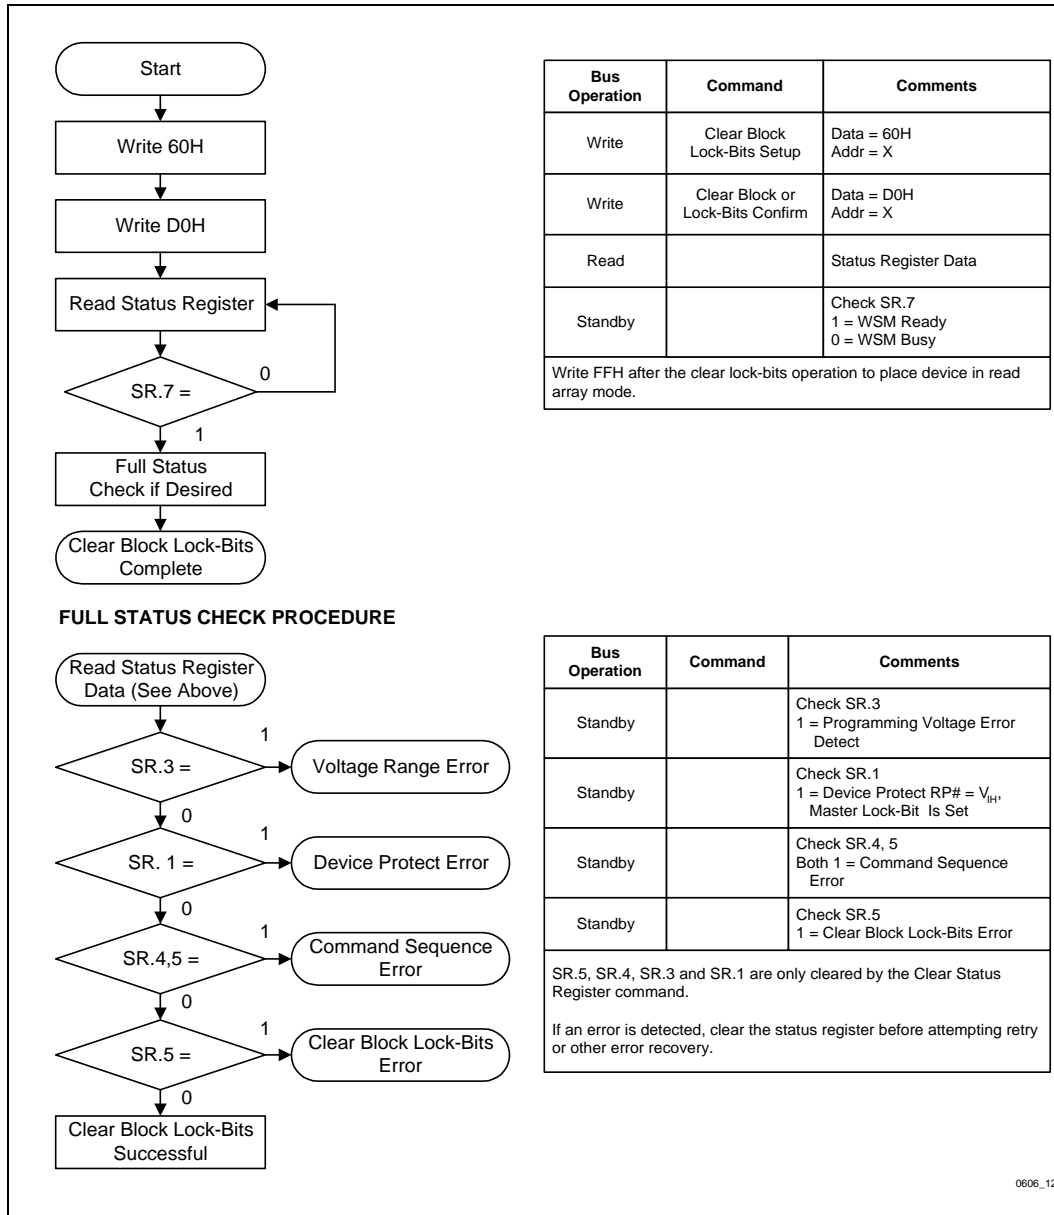 Start
Write 60H
Write D0H
Read Status Register
SR.7 =
0
1
Full Status
Check if Desired
Clear Block Lock-Bits
Complete
Bus
Operation
Command
Comments
Write
Clear Block
Lock-Bits Setup
Data = 60H
Addr = X
Write
Clear Block or
Lock-Bits Confirm
Data = D0H
Addr = X
Read
Status Register Data
Standby
Check SR.7
1 = WSM Ready
0 = WSM Busy
Write FFH after the clear lock-bits operation to place device in read
array mode.
FULL STATUS CHECK PROCEDURE
Read Status Register
Data (See Above)
SR.3 =
1
Voltage Range Error
0
SR. 1 =
1
Device Protect Error
0
SR.4,5 =
1
Command Sequence
Error
0
SR.5 =
1
Clear Block Lock-Bits
Error
0
Clear Block Lock-Bits
Successful
Bus
Operation
Command
Comments
Standby
Check SR.3
1 = Programming Voltage Error
Detect
Standby
Check SR.1
1 = Device Protect RP# = VIH,
Master Lock-Bit Is Set
Standby
Check SR.4, 5
Both 1 = Command Sequence
Error
Standby
Check SR.5
1 = Clear Block Lock-Bits Error
SR.5, SR.4, SR.3 and SR.1 are only cleared by the Clear Status
Register command.
If an error is detected, clear the status register before attempting retry
or other error recovery.
0606_12